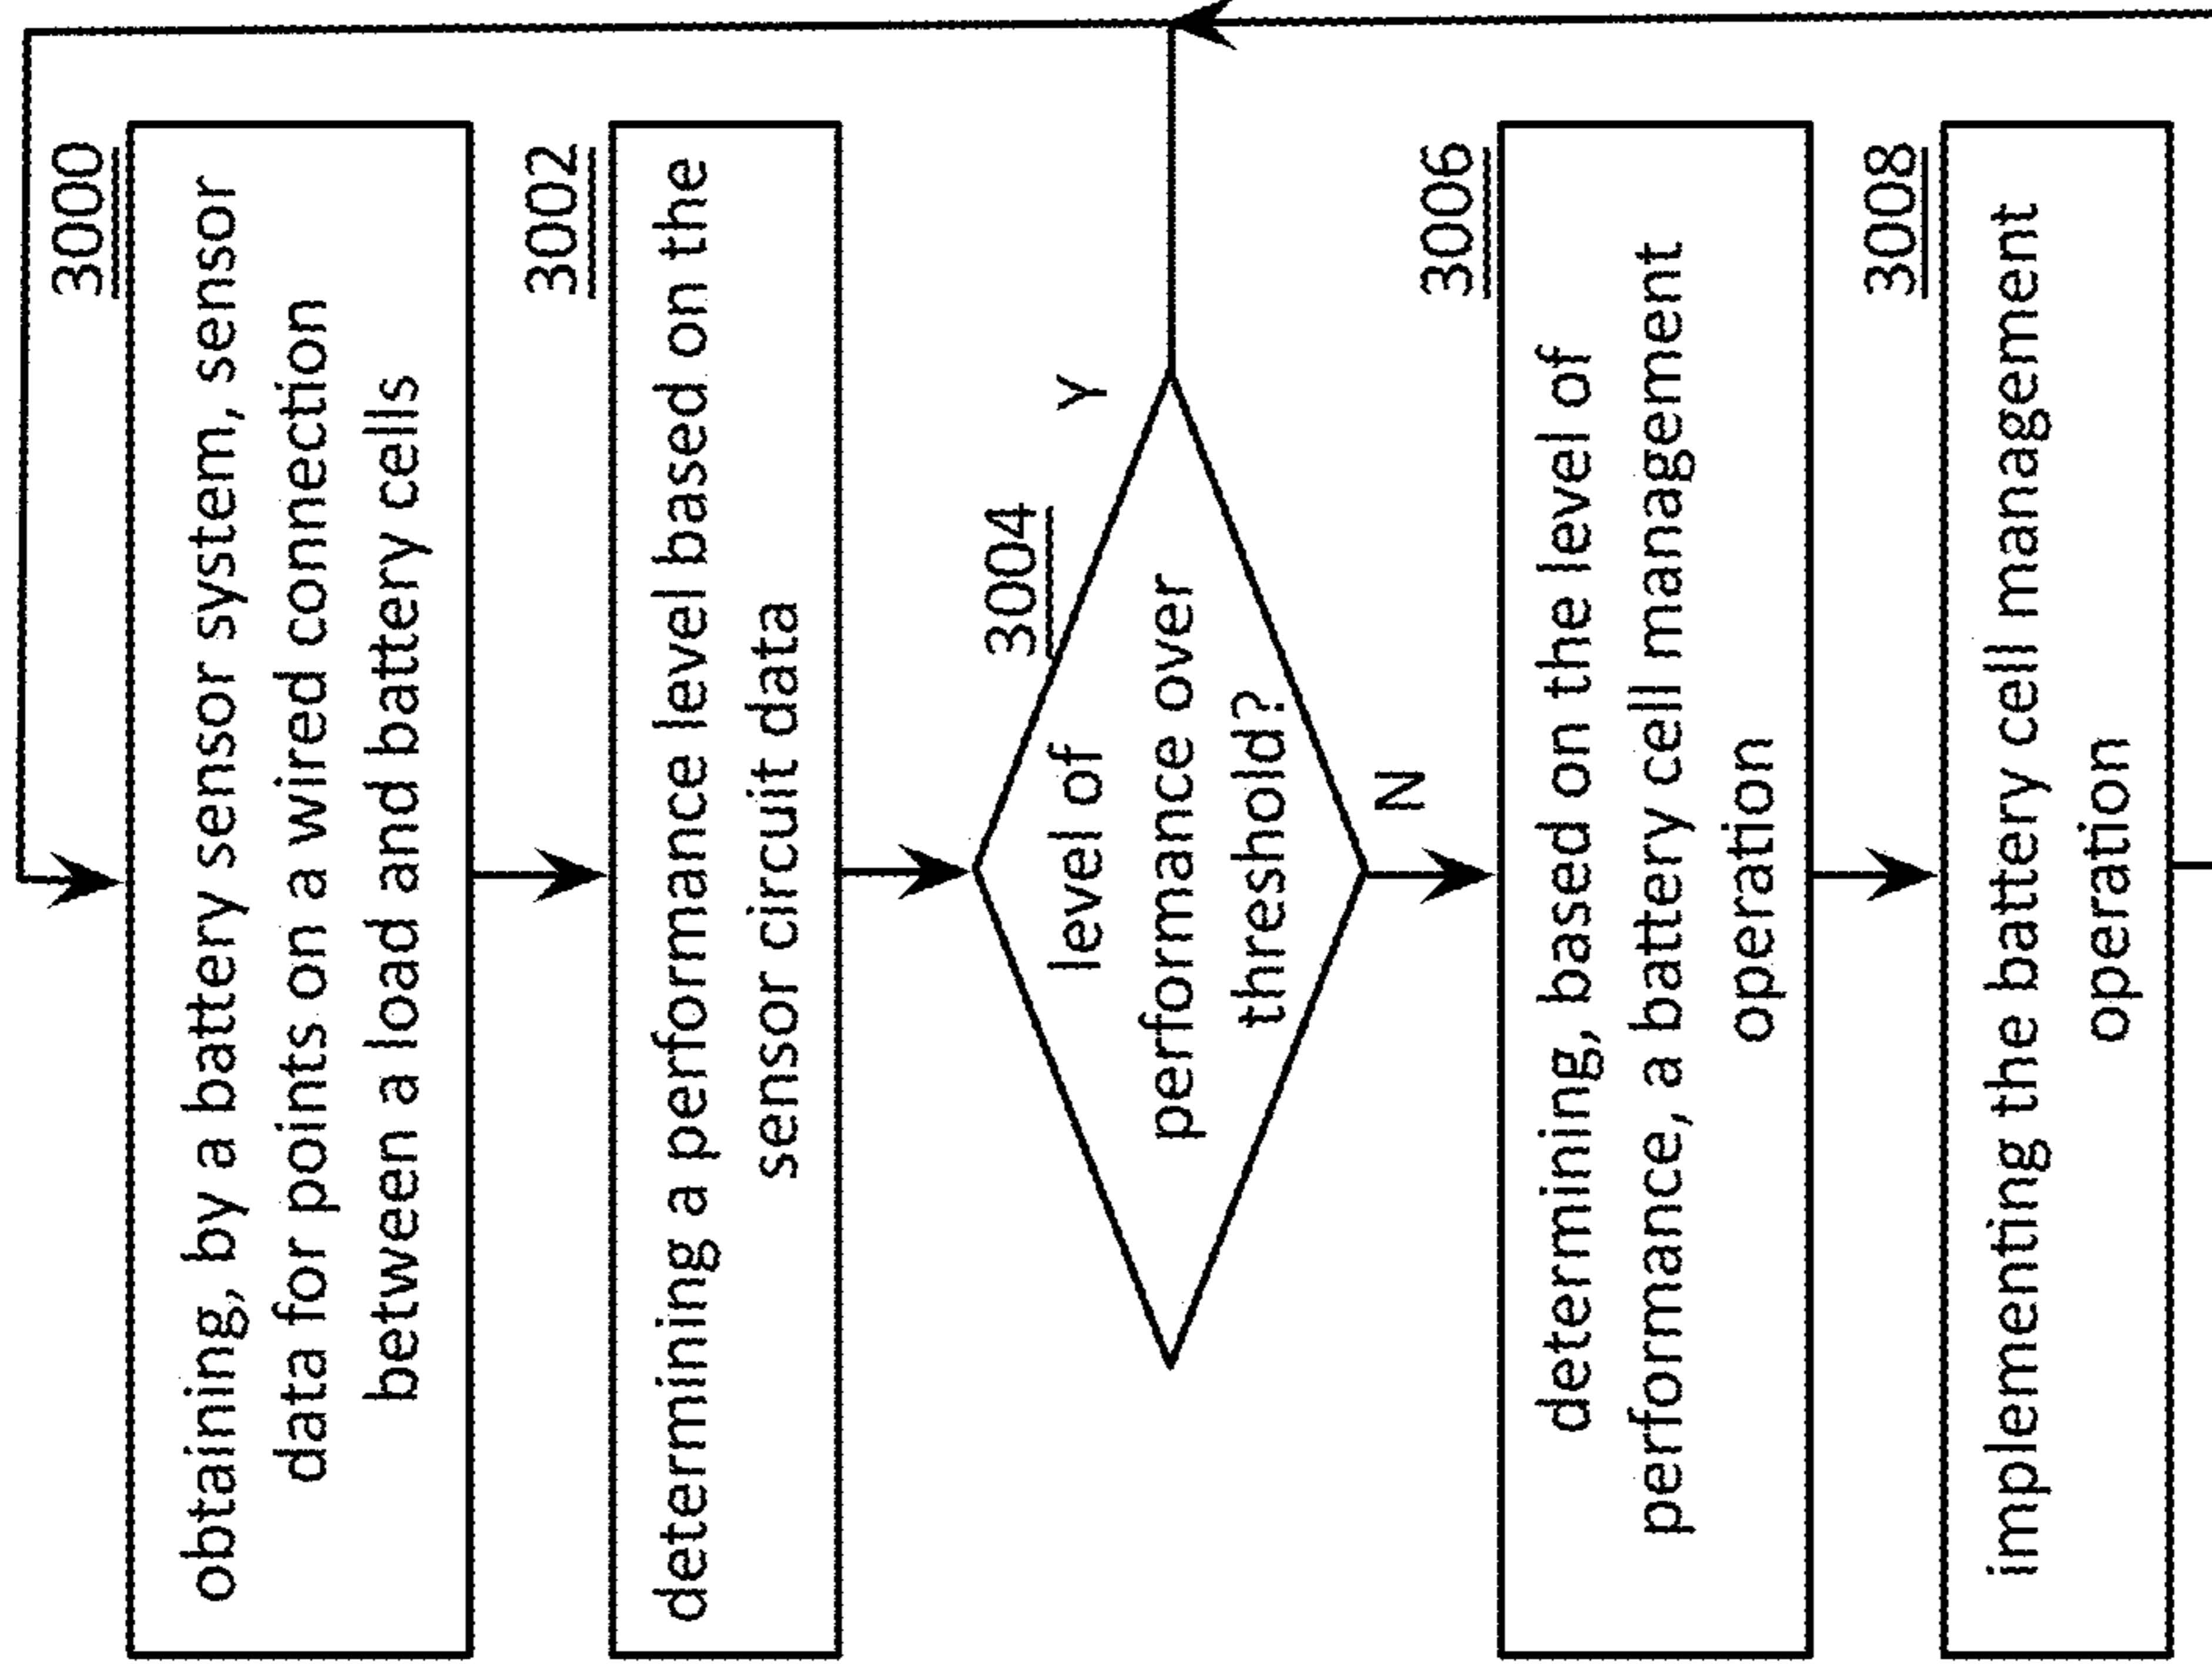 3000
obtaining, by a battery sensor system, sensor
data for points on a wired connection
between a load and battery cells
3002
determining a performance level based on the
sensor circuit data
3004
level of
performance over
threshold?
Y
N
3006
determining, based on the level of
performance, a battery cell management
operation
3008
implementing the battery cell management
operation